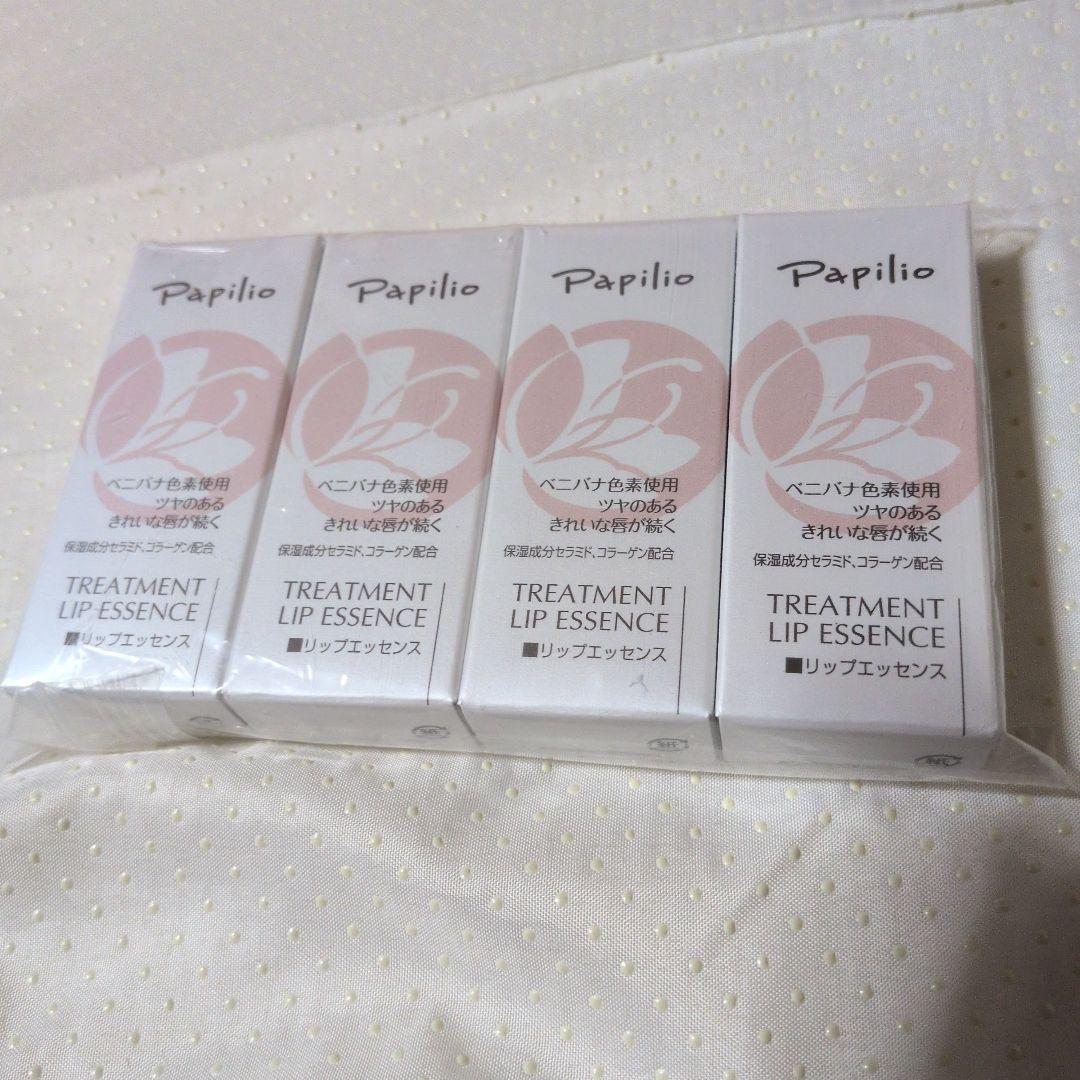 Papilio
ベニバナ色素使用
ツヤのある
きれいな唇が続く
保湿成分セラミド、コラーゲン配合
TREATMENT
LIP ESSENCE
■リップエッセンス
Papilio
ベニバナ色素使用
ツヤのある
きれいな唇が続く
保湿成分セラミド、コラーゲン配合
TREATMENT
LIP ESSENCE
■リップエッセンス
Papilio
ベニバナ色素使用
ツヤのある
きれいな唇が続く
保湿成分セラミド、コラーゲン配合
TREATMENT
LIP ESSENCE
■リップエッセンス
Papilio
ベニバナ色素使用
ツヤのある
きれいな唇が続く
保湿成分セラミド、コラーゲン配合
TREATMENT
LIP ESSENCE
■リップエッセンス